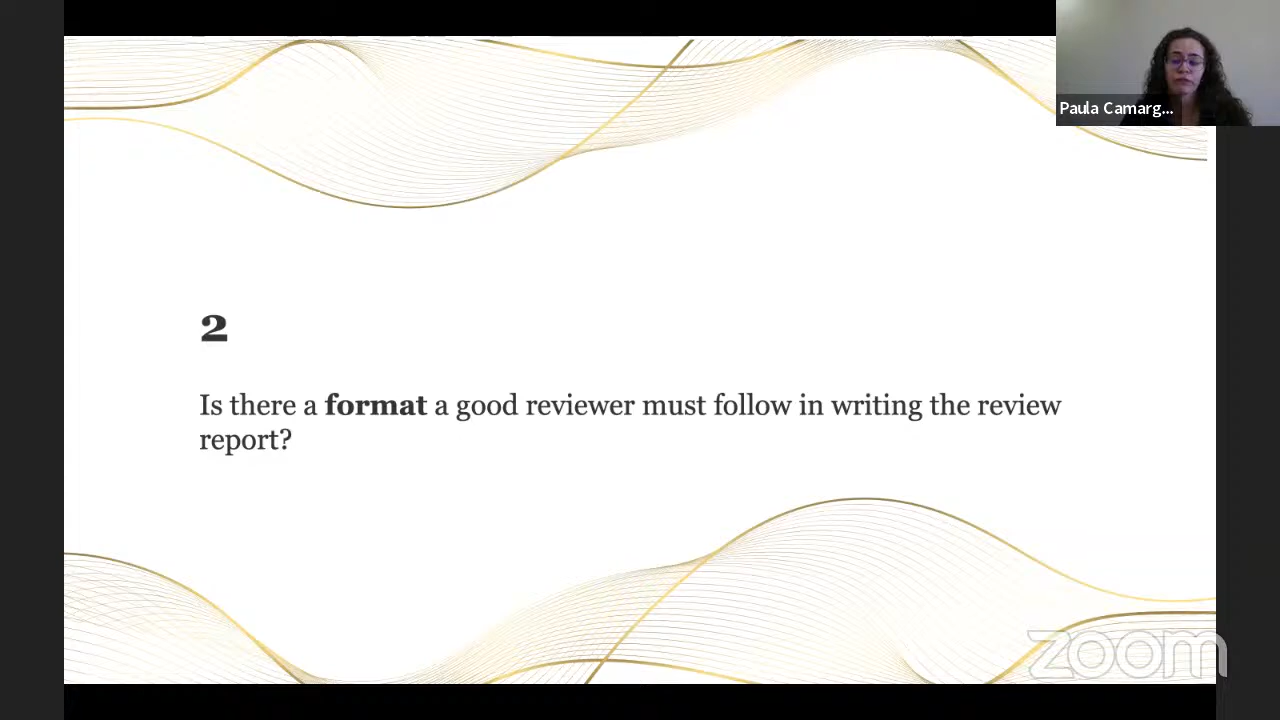 Paula Camarg...
2
Is there a format a good reviewer must follow in writing the review
report?
zoom